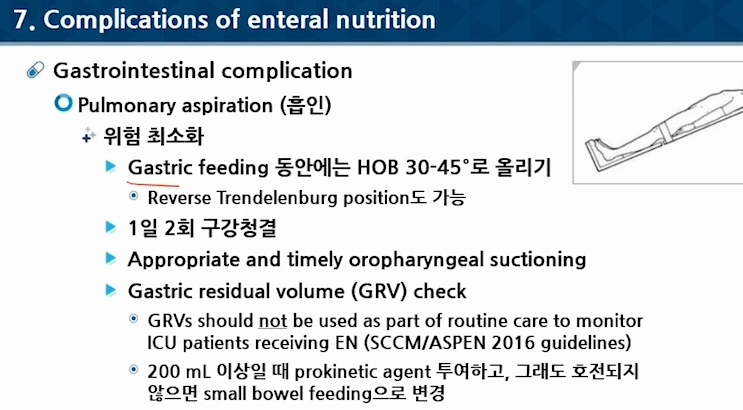 7. Complications of enteral nutrition
Gastrointestinal complication
Pulmonary aspiration (흡인)
위험 최소화
Gastric feeding 동안에는 HOB 30-45°로 올리기
Reverse Trendelenburg position도 가능
1일 2회 구강청결
Appropriate and timely oropharyngeal suctioning
Gastric residual volume (GRV) check
GRVs should not be used as part of routine care to monitor
ICU patients receiving EN (SCCM/ASPEN 2016 guidelines)
200 mL 이상일 때 prokinetic agent 투여하고, 그래도 호전되지
않으면 small bowel feeding으로 변경